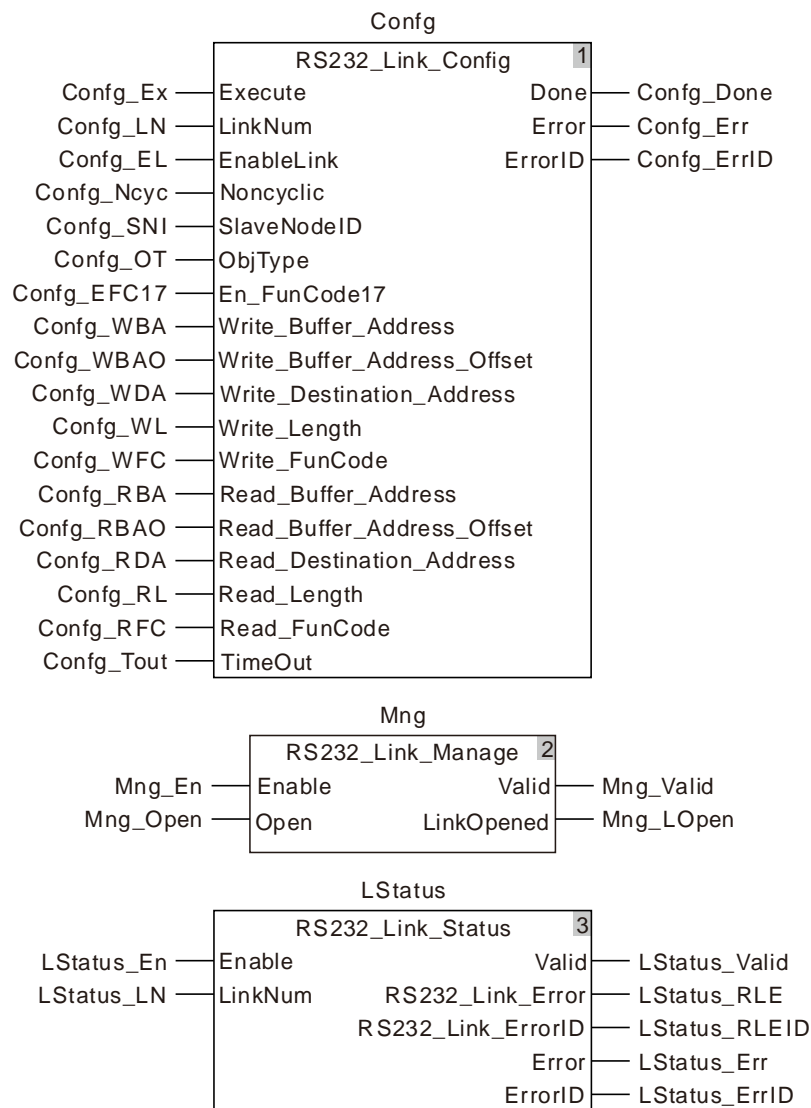 Confg
RS232_Link_Config 1
Confg_Ex Execute Done Confg_Done
Confg_LN LinkNum Error Confg_Err
Confg_EL EnableLink ErrorID Confg_ErrID
Confg_Ncyc Noncyclic
Confg_SNI SlaveNodeID
Confg_OT ObjType
Confg_EFC17 En_FunCode17
Confg_WBA Write_Buffer_Address
Confg_WBAO Write_Buffer_Address_Offset
Confg_WDA Write_Destination_Address
Confg_WL Write_Length
Confg_WFC Write_FunCode
Confg_RBA Read_Buffer_Address
Confg_RBAO Read_Buffer_Address_Offset
Confg_RDA Read_Destination_Address
Confg_RL Read_Length
Confg_RFC Read_FunCode
Confg_Tout TimeOut
Mng
RS232_Link_Manage 2
Mng_En Enable Valid Mng_Valid
Mng_Open Open LinkOpened Mng_LOpen
LStatus
RS232_Link_Status 3
LStatus_En Enable Valid LStatus_Valid
LStatus_LN LinkNum RS232_Link_Error LStatus_RLE
RS232_Link_ErrorID LStatus_RLEID
Error LStatus_Err
ErrorID LStatus_ErrID